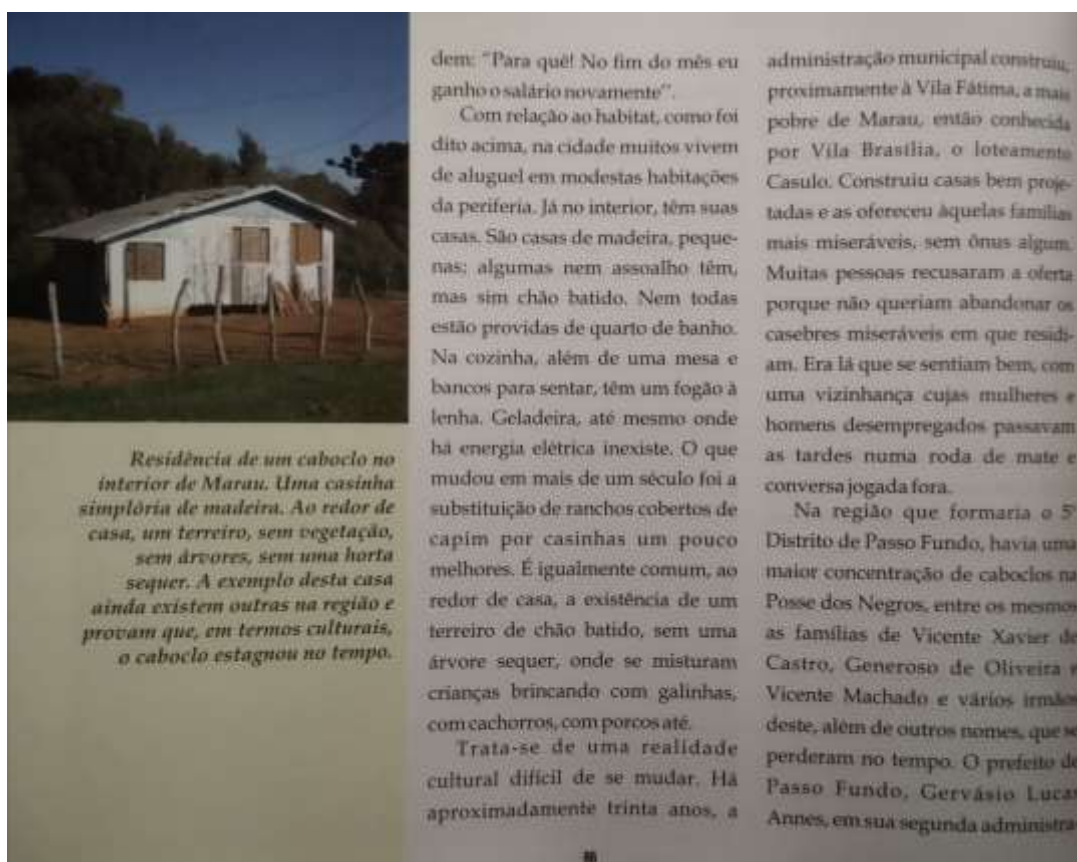 Residência de um caboclo no
interior de Marau. Uma casinha
simplória de madeira. Ao redor de
casa, um terreiro, sem vegetação,
sem árvores, sem uma horta
sequer. A exemplo desta casa
ainda existem outras na região e
provam que, em termos culturais,
o caboclo estagnou no tempo.
dem: “Para quê! No fim do mês eu
ganho o salário novamente”.
Com relação ao habitat, como foi
dito acima, na cidade muitos vivem
de aluguel em modestas habitações
da periferia. Já no interior, têm suas
casas. São casas de madeira, peque-
nas; algumas nem assoalho têm,
mas sim chão batido. Nem todas
estão providas de quarto de banho.
Na cozinha, além de uma mesa e
bancos para sentar, têm um fogão à
lenha. Geladeira, até mesmo onde
há energia elétrica inexiste. O que
mudou em mais de um século foi a
substituição de ranchos cobertos de
capim por casinhas um pouco
melhores. É igualmente comum, ao
redor de casa, a existência de um
terreiro de chão batido, sem uma
árvore sequer, onde se misturam
crianças brincando com galinhas,
com cachorros, com porcos até.
Trata-se de uma realidade
cultural difícil de se mudar. Há
aproximadamente trinta anos, a
administração municipal construiu,
proximamente à Vila Fátima, a mais
pobre de Marau, então conhecida
por Vila Brasília, o loteamento
Casulo. Construiu casas bem proje-
tadas e as ofereceu àquelas famílias
mais miseráveis, sem ônus algum.
Muitas pessoas recusaram a oferta
porque não queriam abandonar os
casebres miseráveis em que residi-
am. Era lá que se sentiam bem, com
uma vizinhança cujas mulheres e
homens desempregados passavam
as tardes numa roda de mate e
conversa jogada fora.
Na região que formaria o 5º
Distrito de Passo Fundo, havia uma
maior concentração de caboclos na
Posse dos Negros, entre os mesmos
as famílias de Vicente Xavier de
Castro, Generoso de Oliveira e
Vicente Machado e vários irmãos
deste, além de outros nomes, que se
perderam no tempo. O prefeito de
Passo Fundo, Gervásio Lucas
Annes, em sua segunda administra-